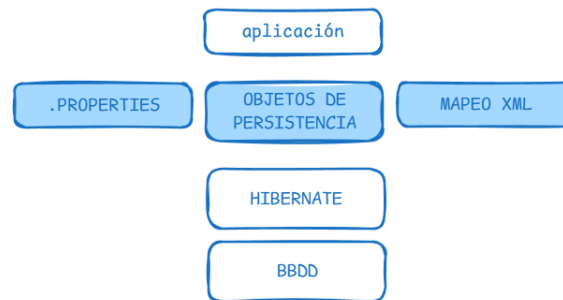 aplicación
.PROPERTIES
OBJETOS DE
PERSISTENCIA
MAPEO XML
HIBERNATE
BBDD